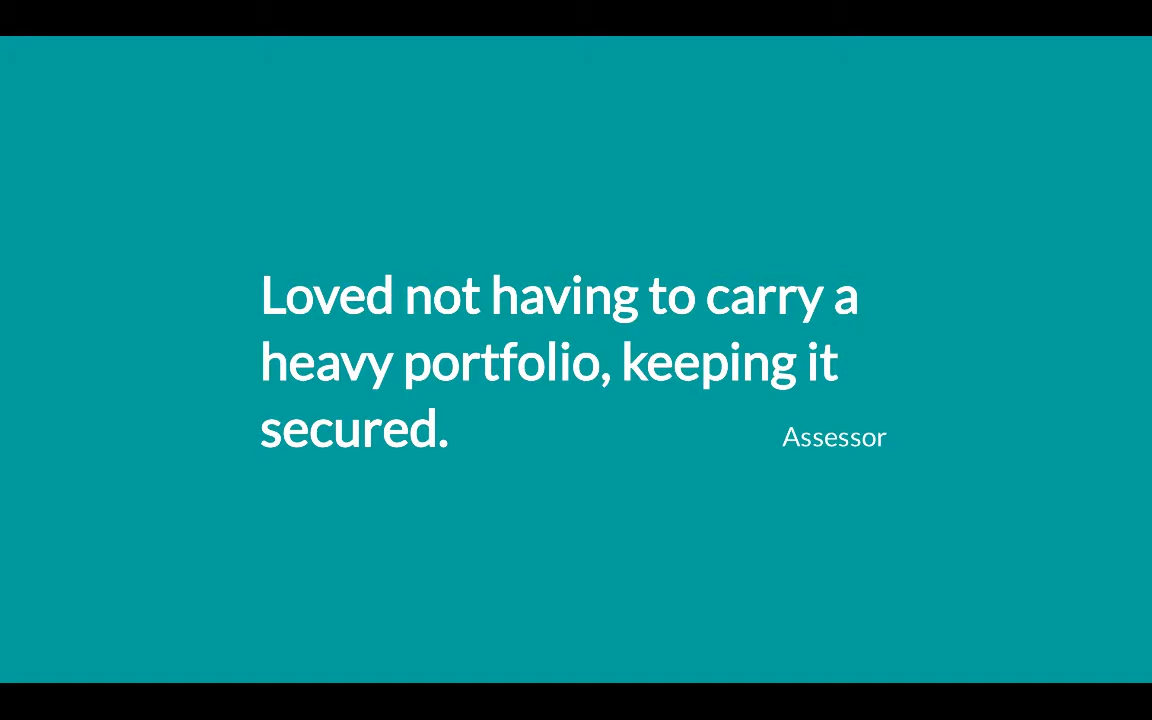 Loved not having to carry a
heavy portfolio, keeping it
secured.
Assessor